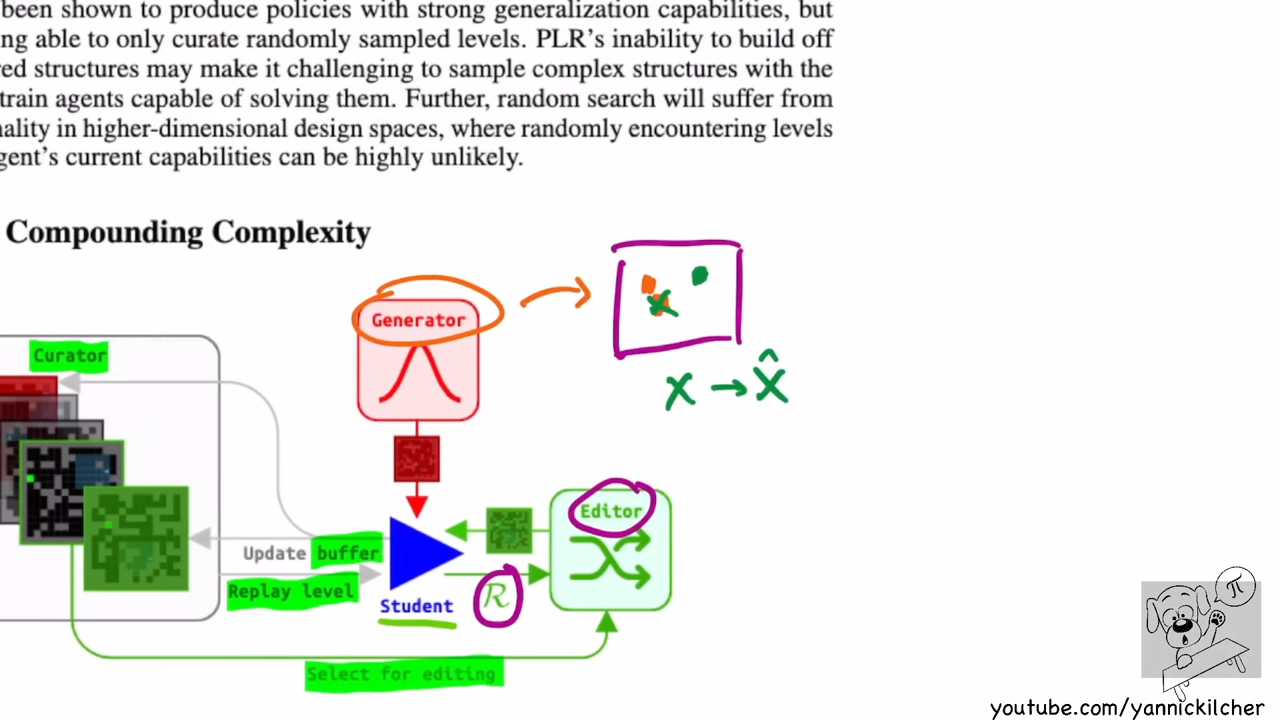 been shown to produce policies with strong generalization capabilities, but
ng able to only curate randomly sampled levels. PLR's inability to build off
red structures may make it challenging to sample complex structures with the
train agents capable of solving them. Further, random search will suffer from
nality in higher-dimensional design spaces, where randomly encountering levels
gent's current capabilities can be highly unlikely.
Compounding Complexity
Generator
Curator
X → X̂
Editor
Update buffer
Replay level
R
Student
Select for editing
π
youtube.com/yannickilcher